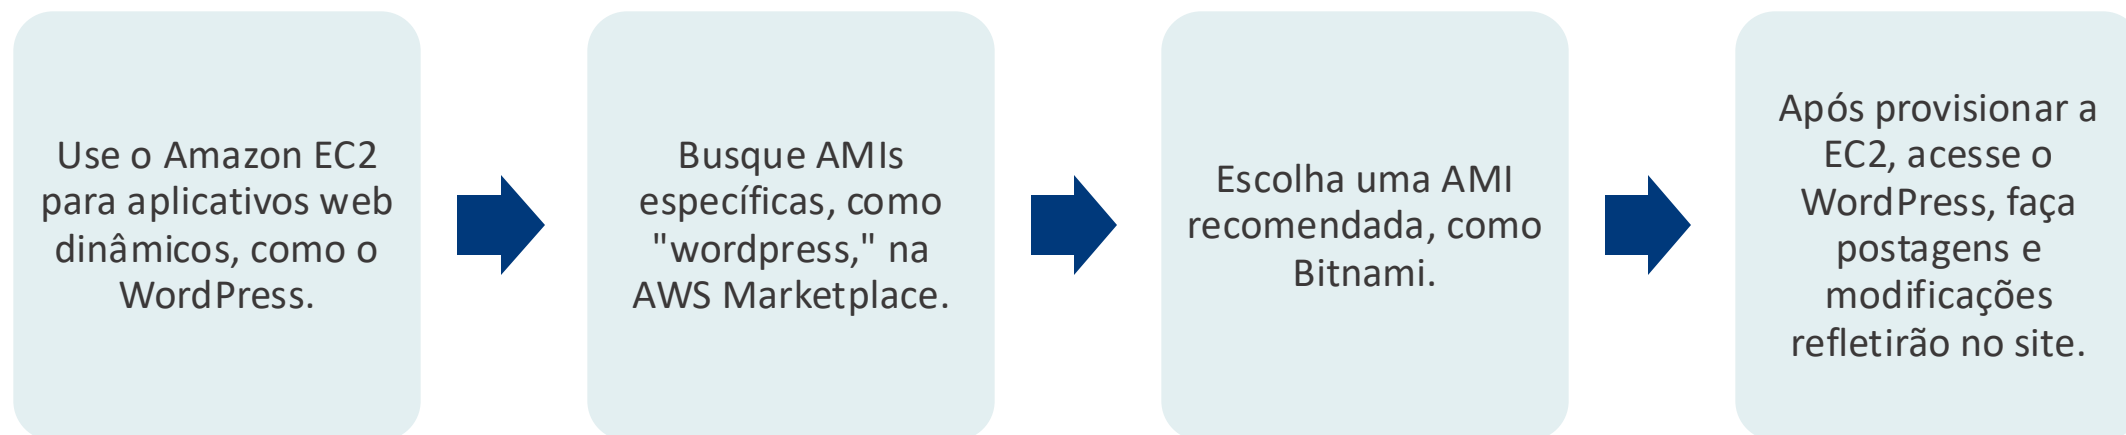 Use o Amazon EC2
para aplicativos web
dinâmicos, como o
WordPress.
Busque AMIs
específicas, como
"wordpress," na
AWS Marketplace.
Escolha uma AMI
recomendada, como
Bitnami.
Após provisionar a
EC2, acesse o
WordPress, faça
postagens e
modificações
refletirão no site.